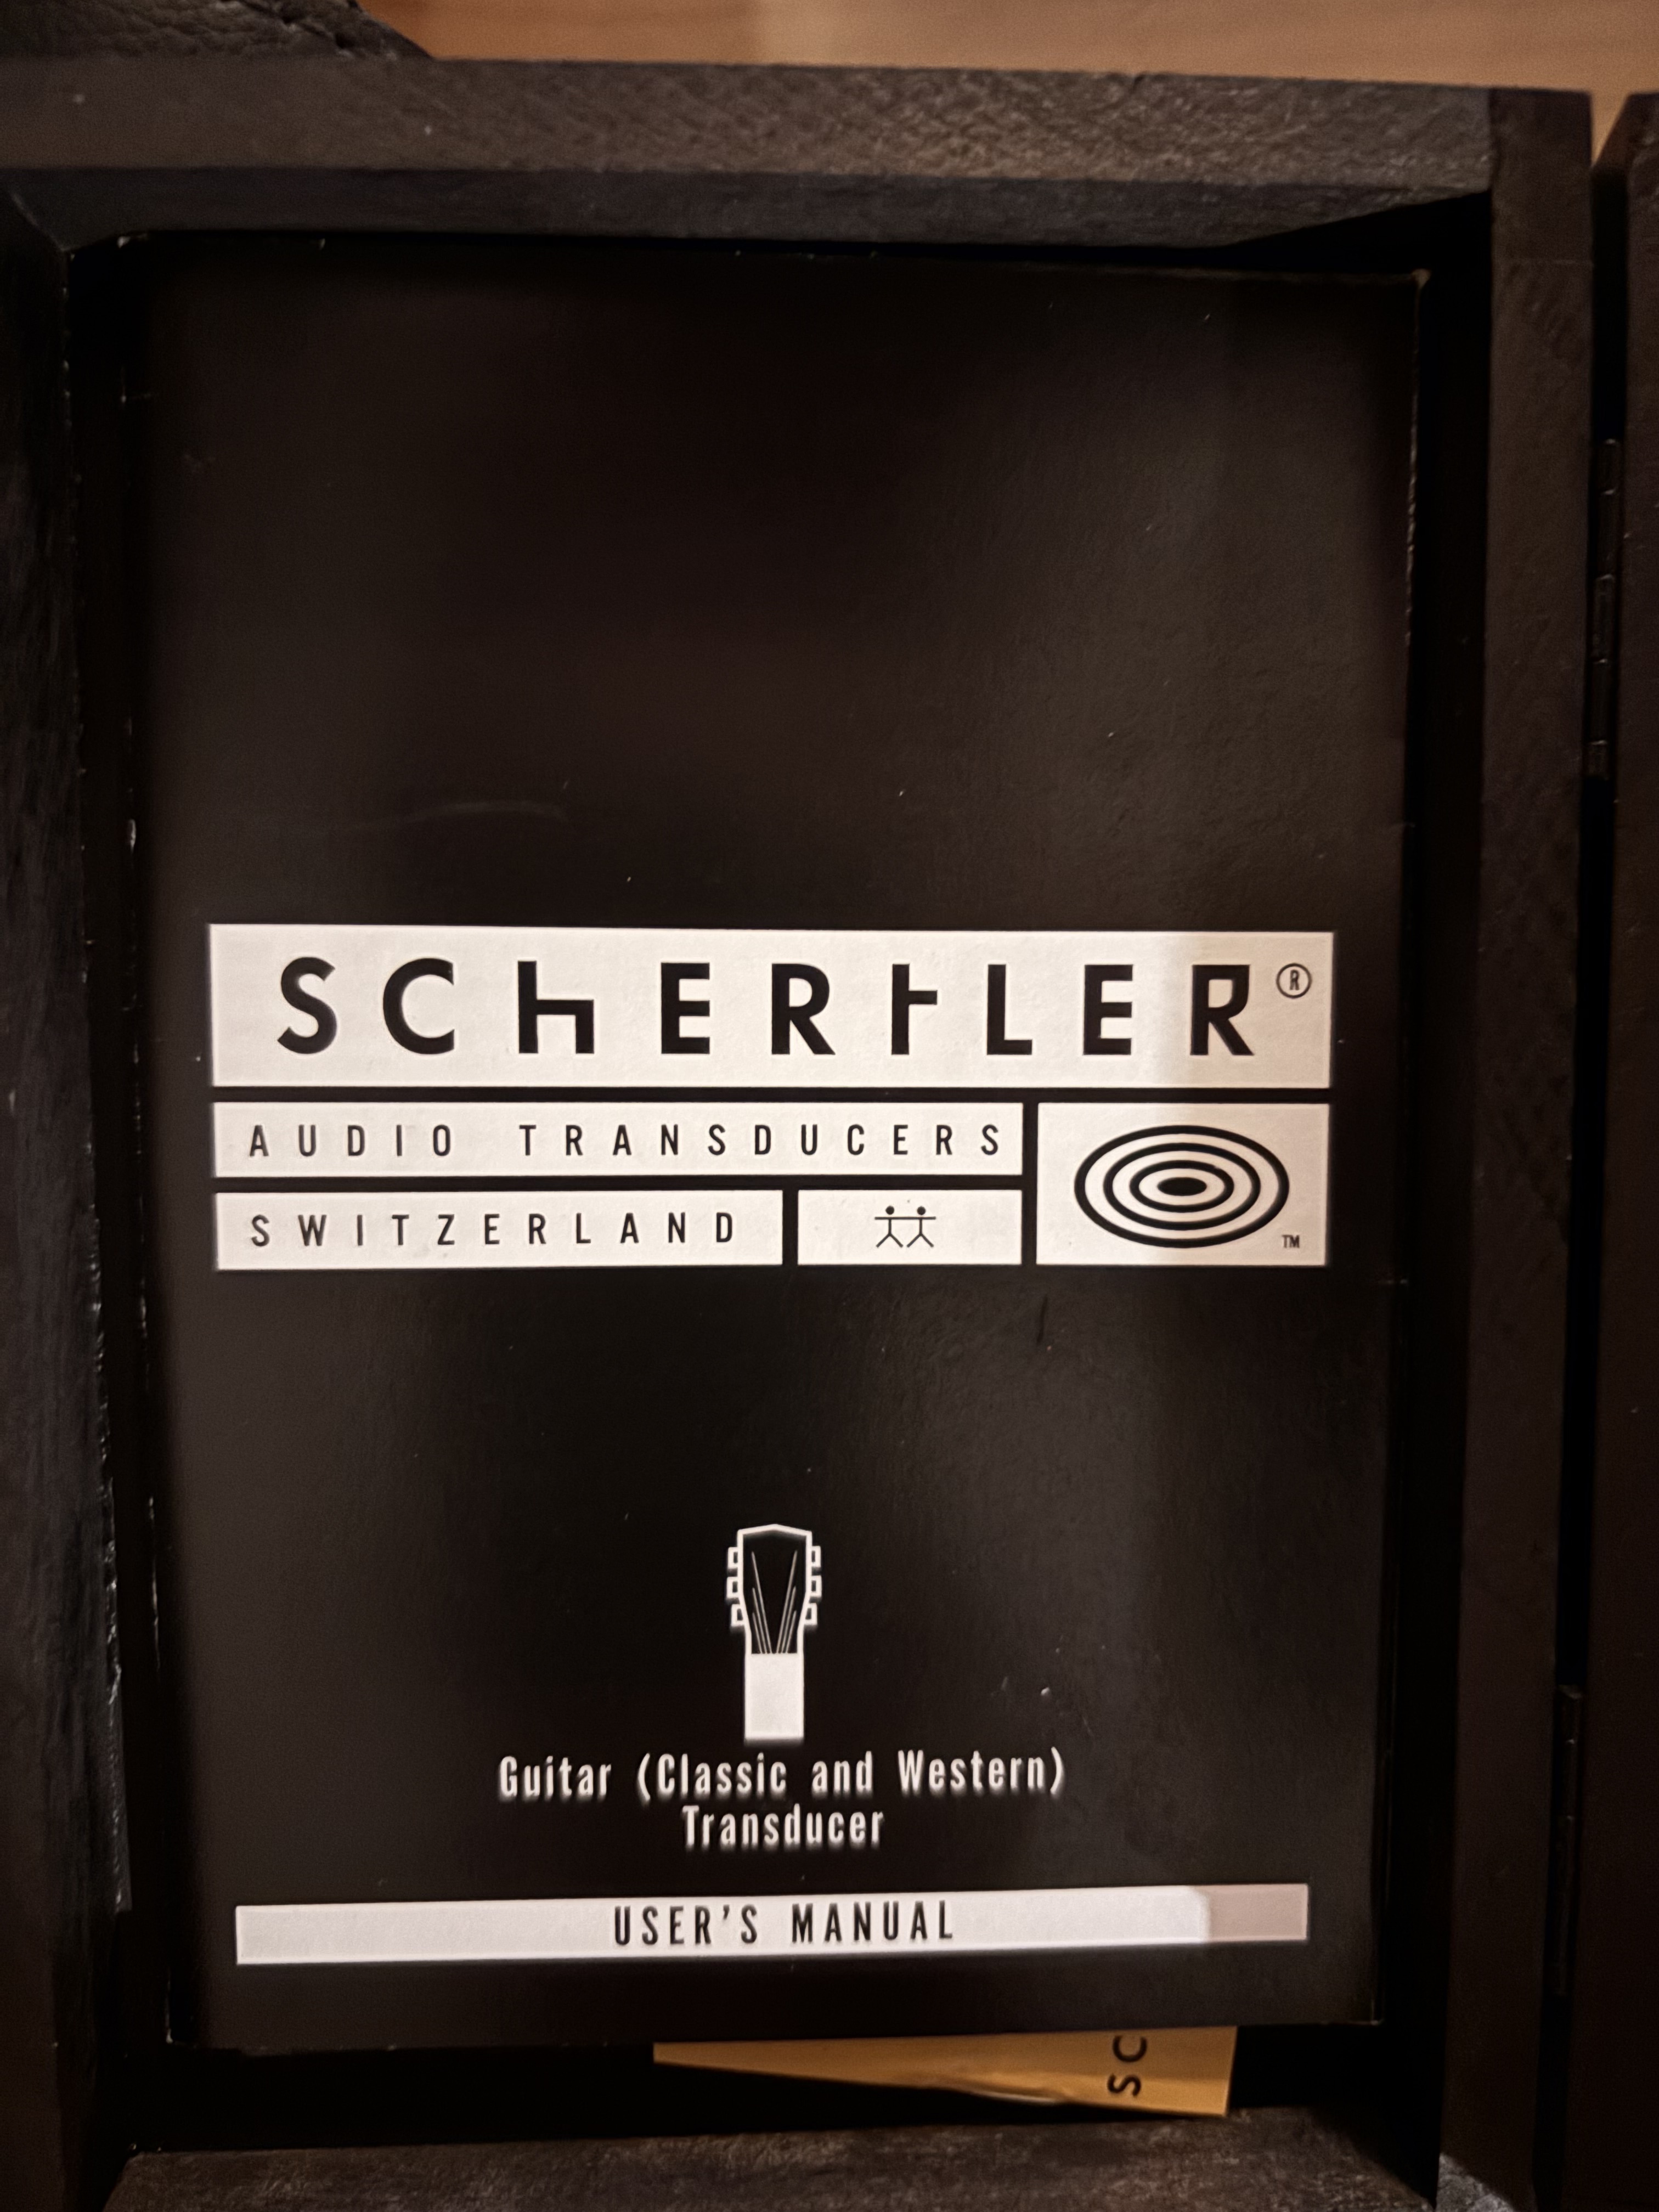 SCHERTLER®
AUDIO TRANSDUCERS
SWITZERLAND
TM
Guitar (Classic and Western)
Transducer
USER'S MANUAL
SC